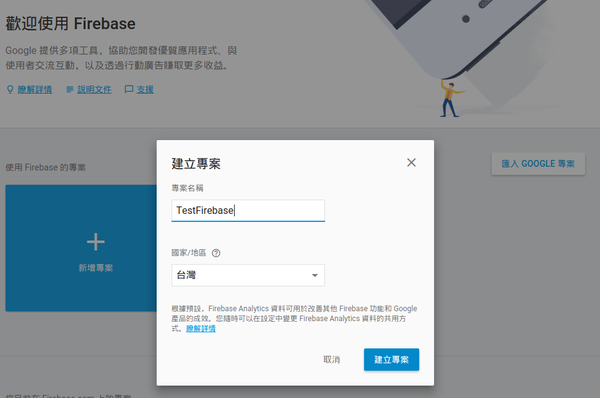 歡迎使用 Firebase
Google 提供多項工具，協助您開發優質應用程式、與
使用者交流互動，以及透過行動廣告賺取更多收益。
瞭解詳情 說明文件 支援
使用 Firebase 的專案
匯入 GOOGLE 專案
新增專案
建立專案
專案名稱
TestFirebase
國家/地區
台灣
根據預設，Firebase Analytics 資料可用於改善其他 Firebase 功能和 Google
產品的成效。您隨時可以在設定中變更 Firebase Analytics 資料的共用方
式。瞭解詳情
取消 建立專案
您目前在 Firebase.com 上的專案